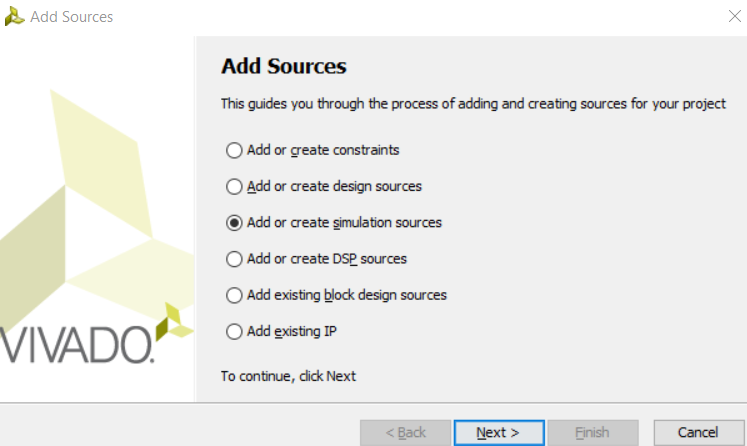 Add Sources
Add Sources
This guides you through the process of adding and creating sources for your project
Add or create constraints
Add or create design sources
Add or create simulation sources
Add or create DSP sources
Add existing block design sources
Add existing IP
VIVADO.
To continue, click Next
< Back
Next >
Finish
Cancel